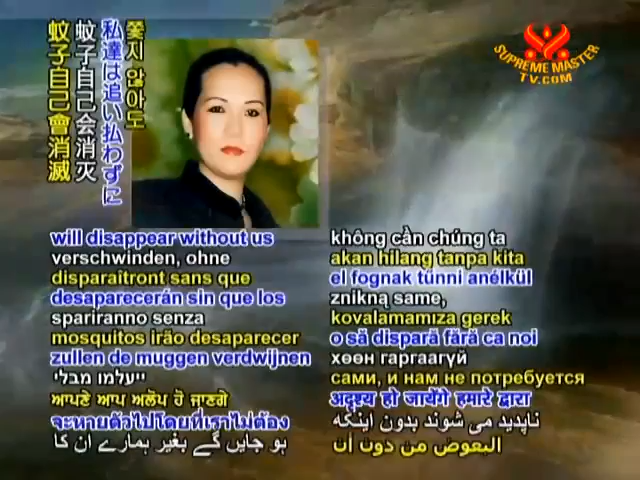 蚊子自己會消滅
蚊子自己会消灭
私達は追い払わずに
쫓지 않아도
SUPREME MASTER
TV.COM
will disappear without us
verschwinden, ohne
disparaîtront sans que
desaparecerán sin que los
spariranno senza
mosquitos irão desaparecer
zullen de muggen verdwijnen
ייעלמו מבלי
ਆਪਣੇ ਆਪ ਅਲੋਪ ਹੋ ਜਾਣਗੇ
จะหายตัวไปโดยที่เราไม่ต้อง
ہو جایں گے بغیر ہمارے ان کا
không cần chúng ta
akan hilang tanpa kita
el fognak tűnni anélkül
znikną same,
kovalamamıza gerek
o să dispară fără ca noi
хөөн гаргаагүй
сами, и нам не потребуется
अदृश्य हो जायेंगे हमारे द्वारा
ناپدید می شوند بدون اینکه
البعوض من دون أن